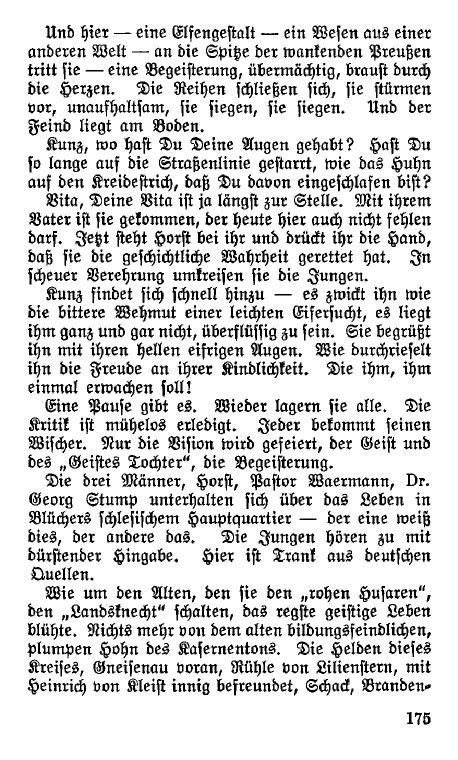 Und hier — eine Elfengestalt — ein Wesen aus einer
anderen Welt — an die Spitze der wankenden Preußen
tritt sie — eine Begeisterung, übermächtig, braust durch
die Herzen. Die Reihen schließen sich, sie stürmen
vor, unaufhaltsam, sie siegen, sie siegen. Und der
Feind liegt am Boden.
Kunz, wo hast Du Deine Augen gehabt? Hast Du
so lange auf die Straßenlinie gestarrt, wie das Huhn
auf den Kreidestrich, daß Du davon eingeschlafen bist?
Vita, Deine Vita ist ja längst zur Stelle. Mit ihrem
Vater ist sie gekommen, der heute hier auch nicht fehlen
darf. Jetzt steht Horst bei ihr und drückt ihr die Hand,
daß sie die geschichtliche Wahrheit gerettet hat. In
scheuer Verehrung umkreisen sie die Jungen.
Kunz findet sich schnell hinzu — es zwickt ihn wie
die bittere Wehmut einer leichten Eifersucht, es liegt
ihm ganz und gar nicht, überflüssig zu sein. Sie begrüßt
ihn mit ihren hellen eifrigen Augen. Wie durchrieselt
ihn die Freude an ihrer Kindlichkeit. Die ihm, ihm
einmal erwachen soll!
Eine Pause gibt es. Wieder lagern sie alle. Die
Kritik ist mühelos erledigt. Jeder bekommt seinen
Wischer. Nur die Vision wird gefeiert, der Geist und
des „Geistes Tochter“, die Begeisterung.
Die drei Männer, Horst, Pastor Waermann, Dr.
Georg Stump unterhalten sich über das Leben in
Blüchers schlesischem Hauptquartier — der eine weiß
dies, der andere das. Die Jungen hören zu mit
dürstender Hingabe. Hier ist Trank aus deutschen
Quellen.
Wie um den Alten, den sie den „rohen Husaren“,
den „Landsknecht“ schalten, das regste geistige Leben
blühte. Nichts mehr von dem alten bildungsfeindlichen,
plumpen Hohn des Kasernentons. Die Helden dieses
Kreises, Gneisenau voran, Rühle von Lilienstern, mit
Heinrich von Kleist innig befreundet, Schack, Branden-
175